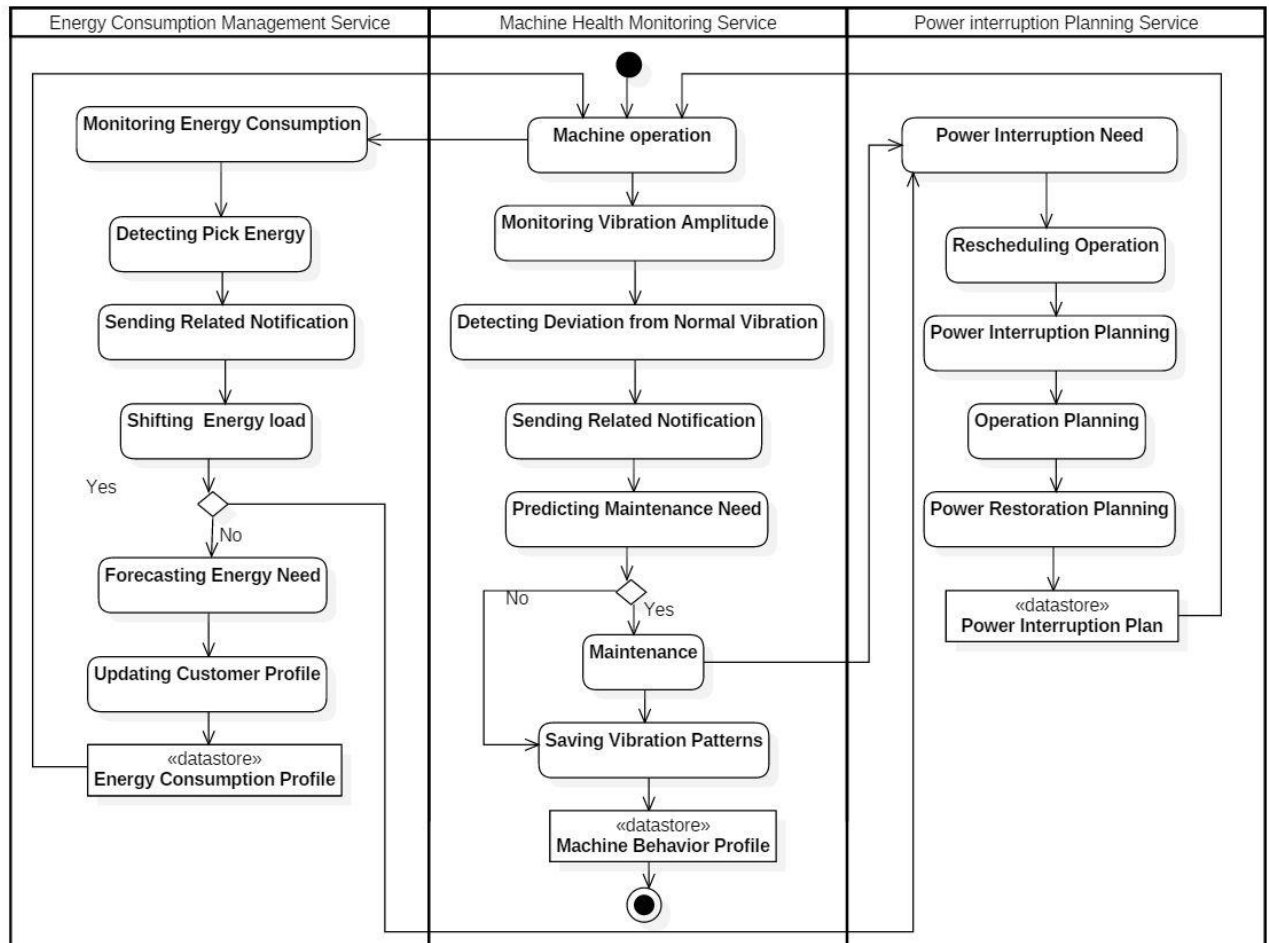 Energy Consumption Management Service
Machine Health Monitoring Service
Power interruption Planning Service
Monitoring Energy Consumption
Detecting Pick Energy
Sending Related Notification
Shifting Energy load
Yes
No
Forecasting Energy Need
Updating Customer Profile
«datastore»
Energy Consumption Profile
Machine operation
Monitoring Vibration Amplitude
Detecting Deviation from Normal Vibration
Sending Related Notification
Predicting Maintenance Need
No
Yes
Maintenance
Saving Vibration Patterns
«datastore»
Machine Behavior Profile
Power Interruption Need
Rescheduling Operation
Power Interruption Planning
Operation Planning
Power Restoration Planning
«datastore»
Power Interruption Plan